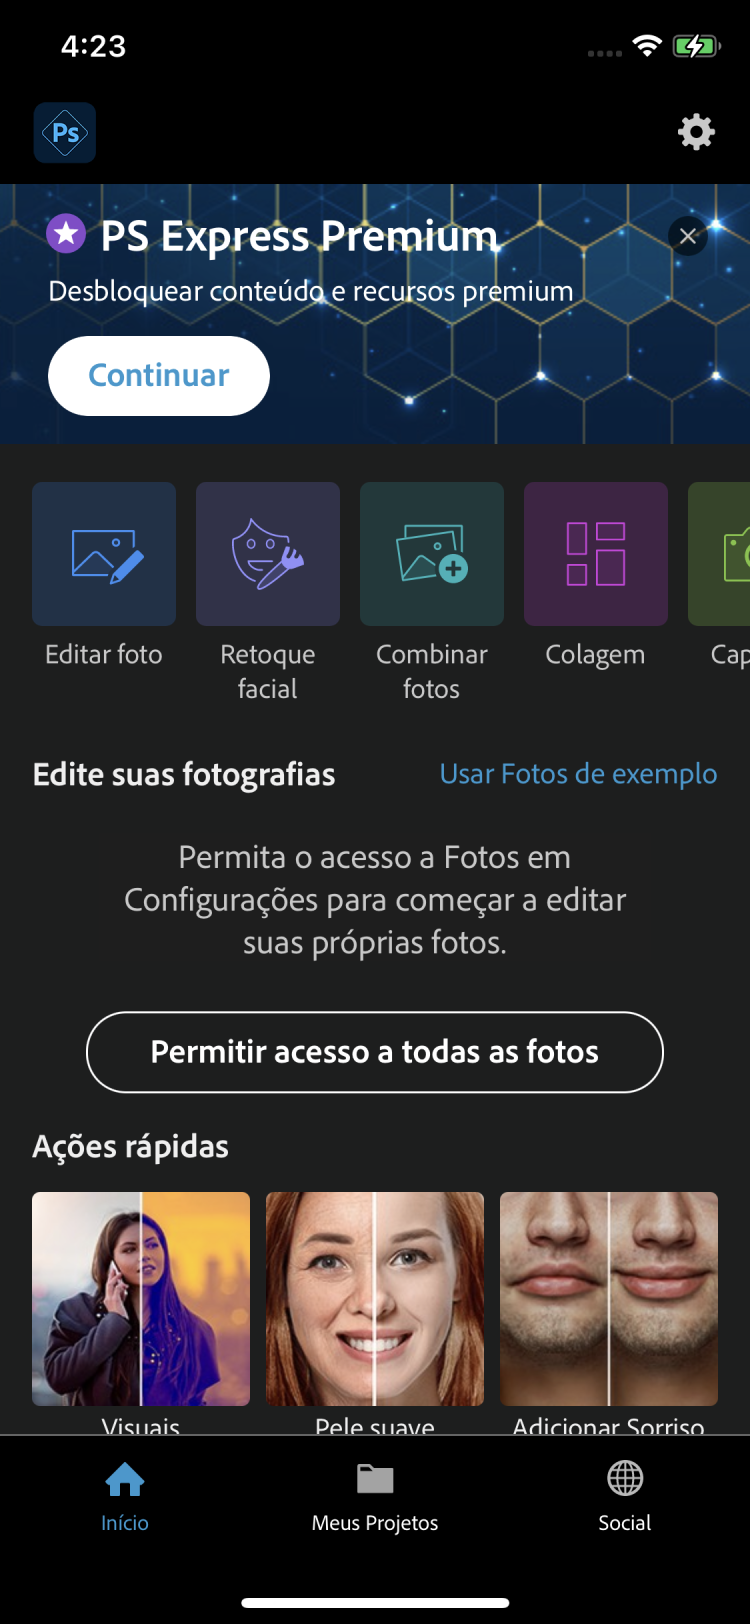 4:23
Ps
PS Express Premium
Desbloquear conteúdo e recursos premium
Continuar
Editar foto
Retoque
facial
Combinar
fotos
Colagem
Cap
Edite suas fotografias
Usar Fotos de exemplo
Permita o acesso a Fotos em
Configurações para começar a editar
suas próprias fotos.
Permitir acesso a todas as fotos
Ações rápidas
Visuais
Pele suave
Adicionar Sorriso
Início
Meus Projetos
Social